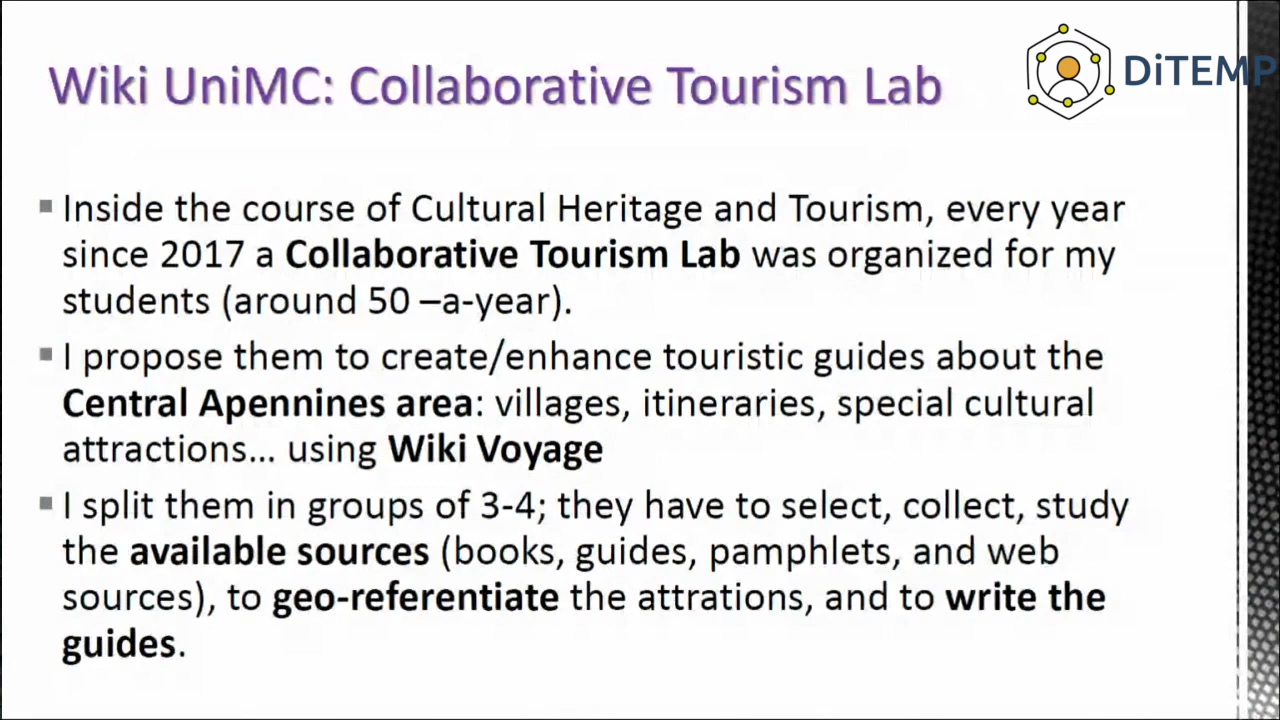 Wiki UniMC: Collaborative Tourism Lab
DiTEMP
Inside the course of Cultural Heritage and Tourism, every year
since 2017 a Collaborative Tourism Lab was organized for my
students (around 50 –a-year).
I propose them to create/enhance touristic guides about the
Central Apennines area: villages, itineraries, special cultural
attractions... using Wiki Voyage
I split them in groups of 3-4; they have to select, collect, study
the available sources (books, guides, pamphlets, and web
sources), to geo-referentiate the attrations, and to write the
guides.